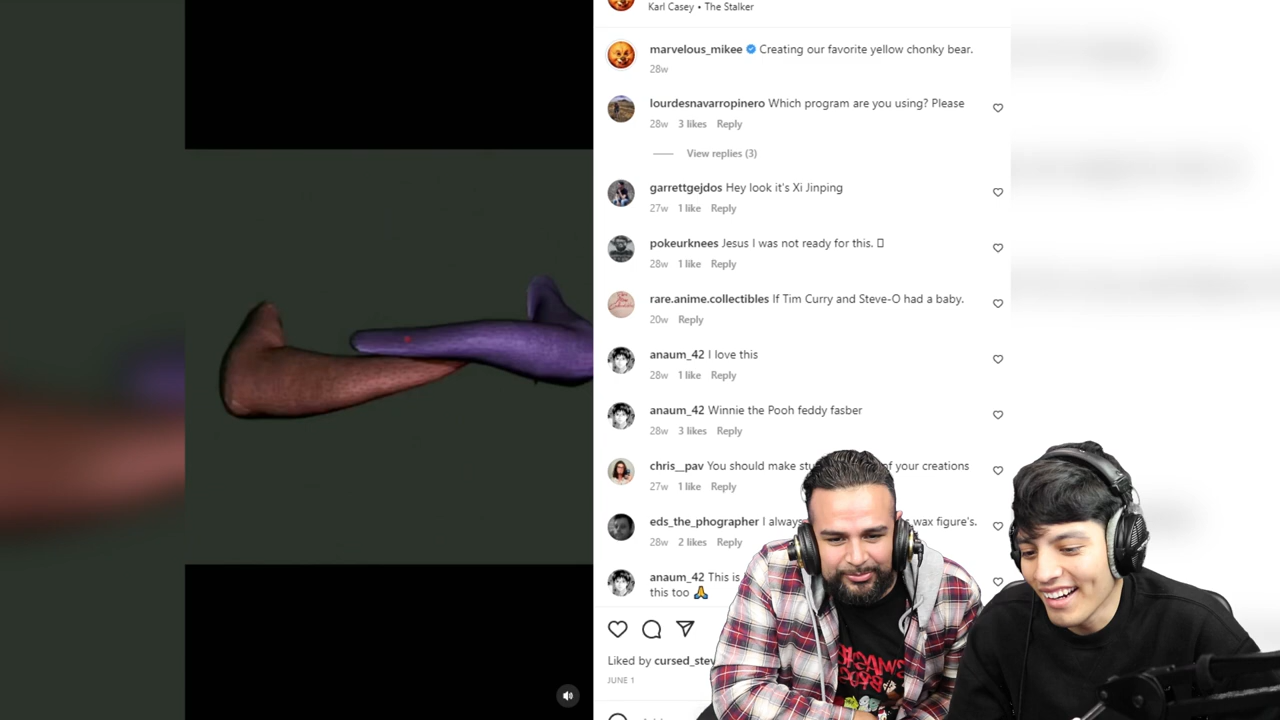 Karl Casey • The Stalker
marvelous_mikee Creating our favorite yellow chonky bear.
28w
lourdesnavarropinero Which program are you using? Please
28w 3 likes Reply
View replies (3)
garrettgejdos Hey look it's Xi Jinping
27w 1 like Reply
pokeurknees Jesus I was not ready for this.
28w 1 like Reply
rare.anime.collectibles If Tim Curry and Steve-O had a baby.
20w Reply
anaum_42 I love this
28w 1 like Reply
anaum_42 Winnie the Pooh feddy fasber
28w 3 likes Reply
chris__pav You should make of your creations
27w 1 like Reply
eds_the_phographer I always wax figure's.
28w 2 likes Reply
anaum_42 This is
this too 🙏
Liked by
JUNE 1